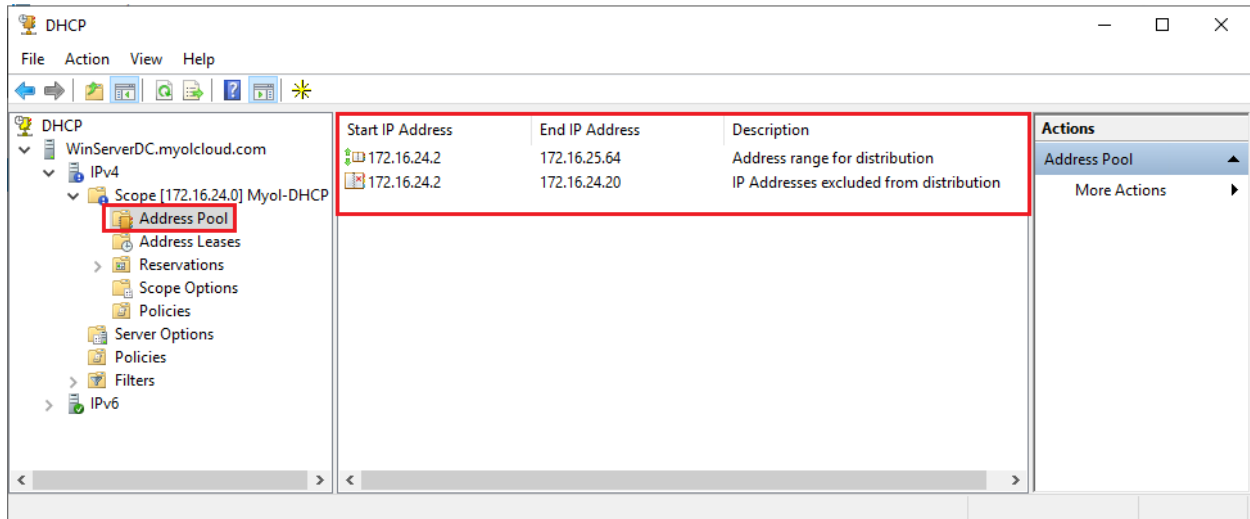 DHCP
File Action View Help
DHCP
WinServerDC.myolcloud.com
IPv4
Scope [172.16.24.0] Myol-DHCP
Address Pool
Address Leases
Reservations
Scope Options
Policies
Server Options
Policies
Filters
IPv6
Start IP Address End IP Address Description
172.16.24.2 172.16.25.64 Address range for distribution
172.16.24.2 172.16.24.20 IP Addresses excluded from distribution
Actions
Address Pool
More Actions